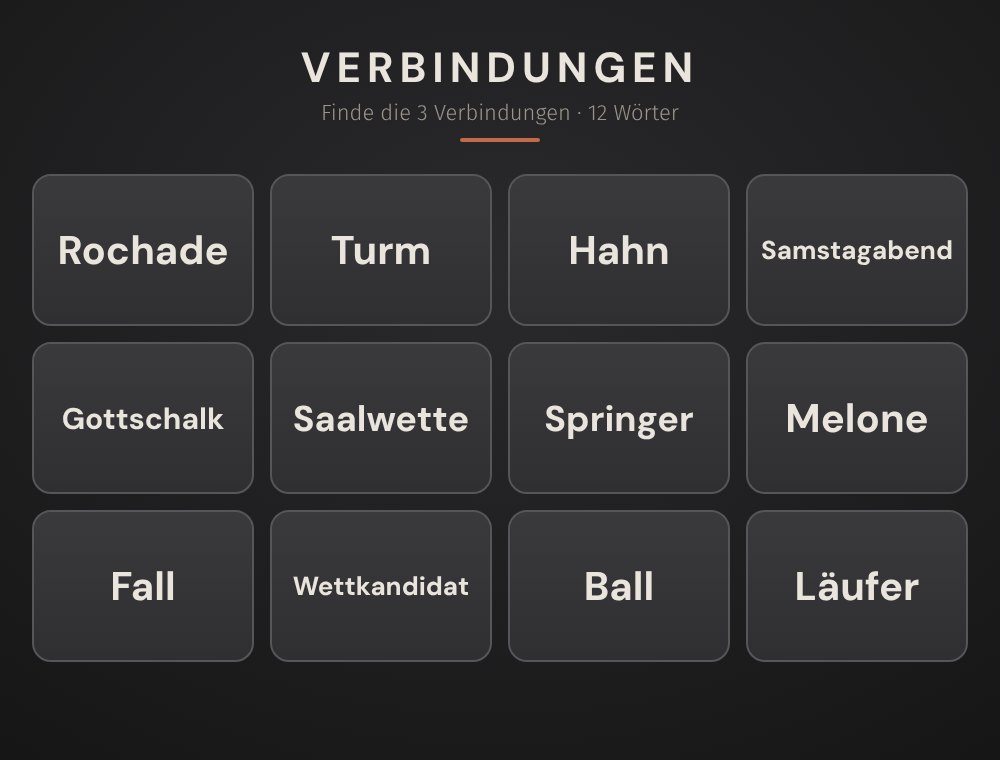 VERBINDUNGEN
Finde die 3 Verbindungen · 12 Wörter
Rochade Turm Hahn Samstagabend
Gottschalk Saalwette Springer Melone
Fall Wettkandidat Ball Läufer